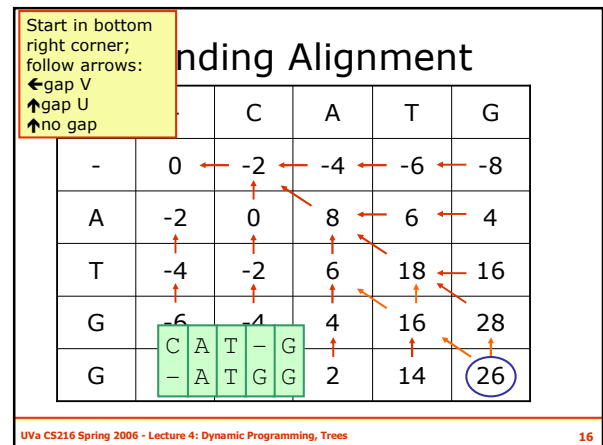 Start in bottom
right corner;
follow arrows:
←gap V
↑gap U
↑no gap
nding Alignment
- C A T G
- 0 -2 -4 -6 -8
A -2 0 8 6 4
T -4 -2 6 18 16
G -6 -4 4 16 28
G 2 14 26
C A T - G
- A T G G
UVa CS216 Spring 2006 - Lecture 4: Dynamic Programming, Trees 16